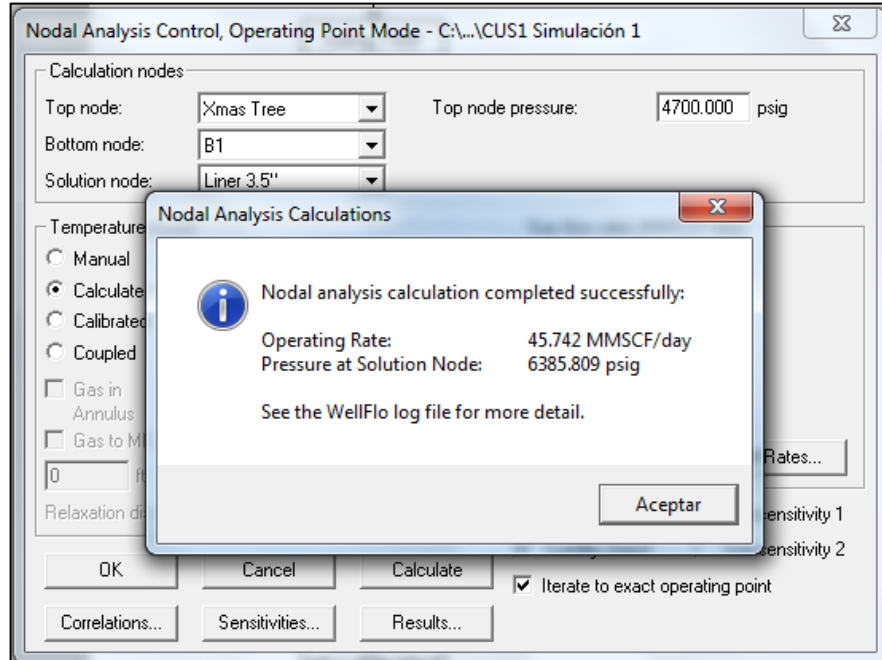 Nodal Analysis Control, Operating Point Mode - C:\...\CUS1 Simulación 1
Calculation nodes
Top node: Xmas Tree Top node pressure: 4700.000 psig
Bottom node: B1
Solution node: Liner 3.5"
Temperature
Manual
Calculate
Calibrated
Coupled
Gas in
Annulus
Gas to M
0 ft
Relaxation di
Nodal Analysis Calculations
Nodal analysis calculation completed successfully:
Operating Rate: 45.742 MMSCF/day
Pressure at Solution Node: 6385.809 psig
See the WellFlo log file for more detail.
Aceptar
Rates...
ensitivity 1
sensitivity 2
OK Cancel Calculate
Iterate to exact operating point
Correlations... Sensitivities... Results...